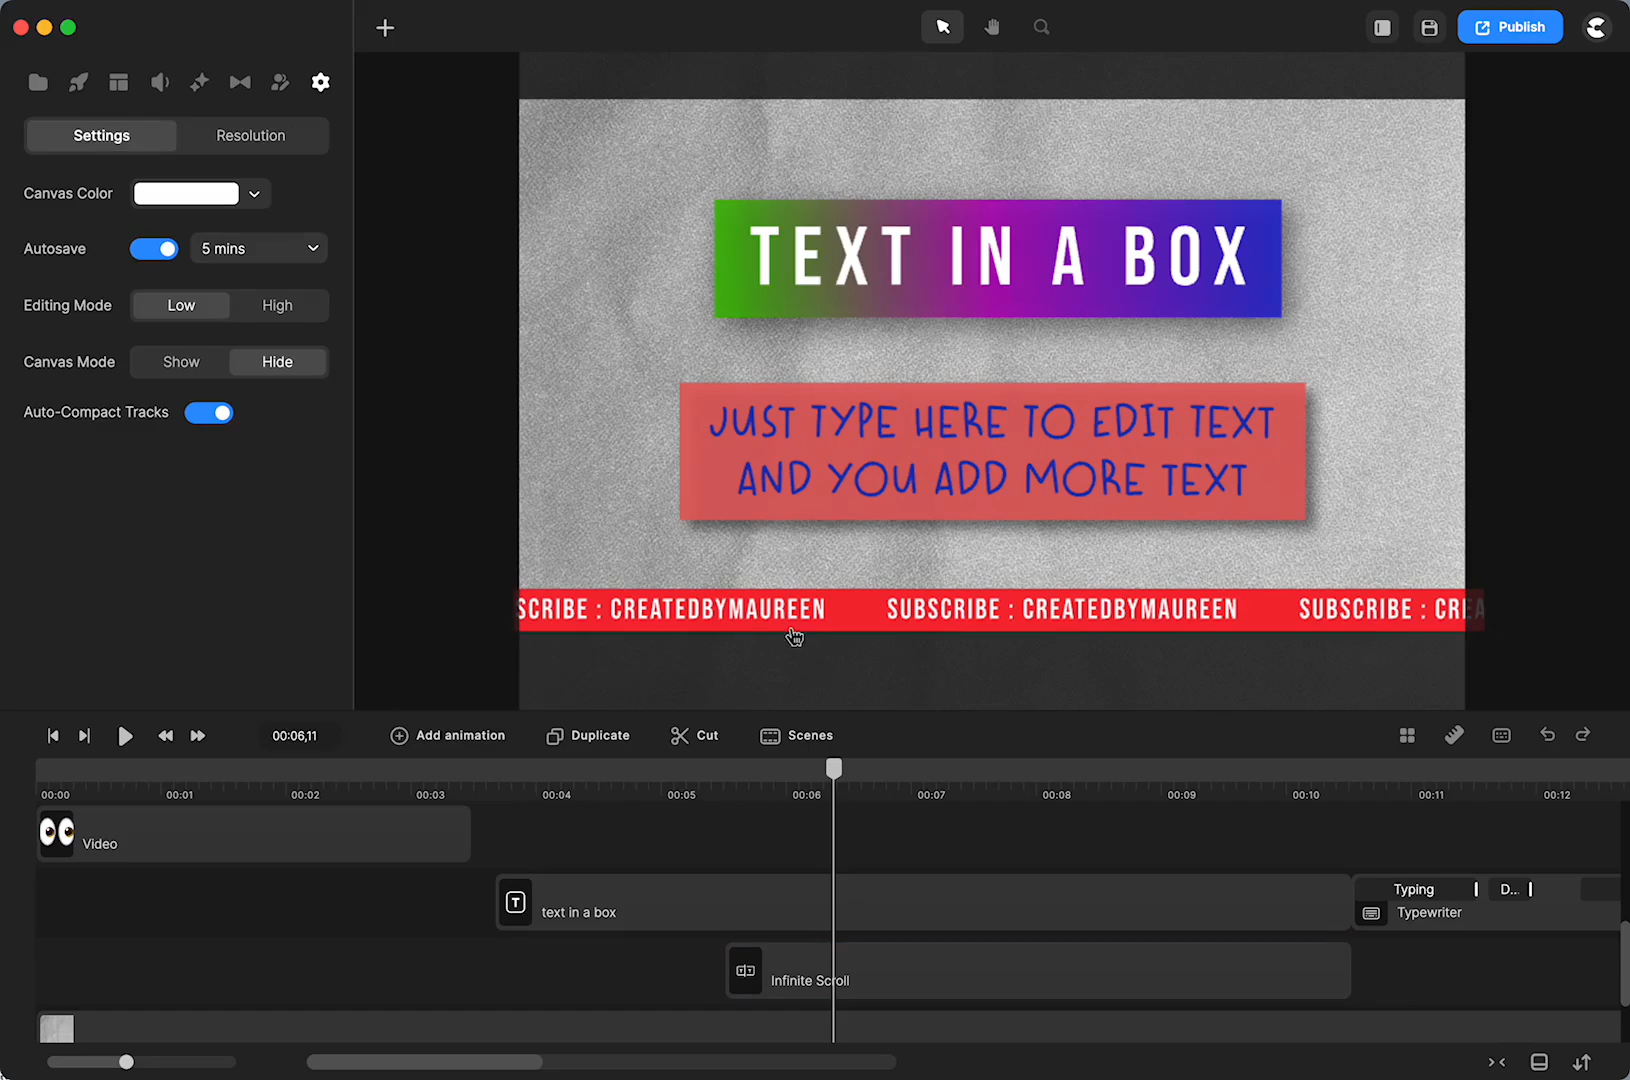 Publish
Settings
Resolution
Canvas Color
Autosave
5 mins
Editing Mode
Low
High
Canvas Mode
Show
Hide
Auto-Compact Tracks
TEXT IN A BOX
JUST TYPE HERE TO EDIT TEXT
AND YOU ADD MORE TEXT
SCRIBE : CREATEDBYMAUREEN SUBSCRIBE : CREATEDBYMAUREEN SUBSCRIBE : CREA
00:06,11
Add animation
Duplicate
Cut
Scenes
00:00 00:01 00:02 00:03 00:04 00:05 00:06 00:07 00:08 00:09 00:10 00:11 00:12
Video
Typing
D...
text in a box
Typewriter
Infinite Scroll